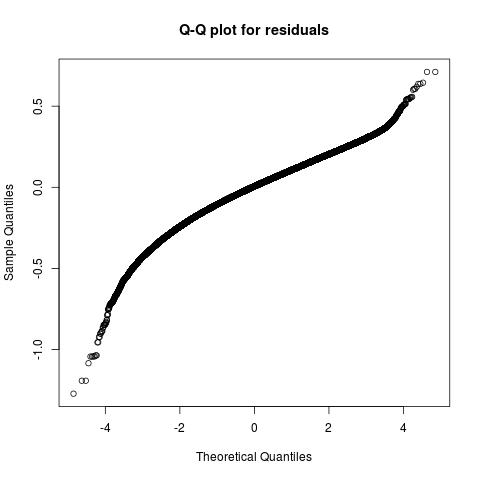 Q-Q plot for residuals
Sample Quantiles
0.5
0.0
-0.5
-1.0
-4 -2 0 2 4
Theoretical Quantiles